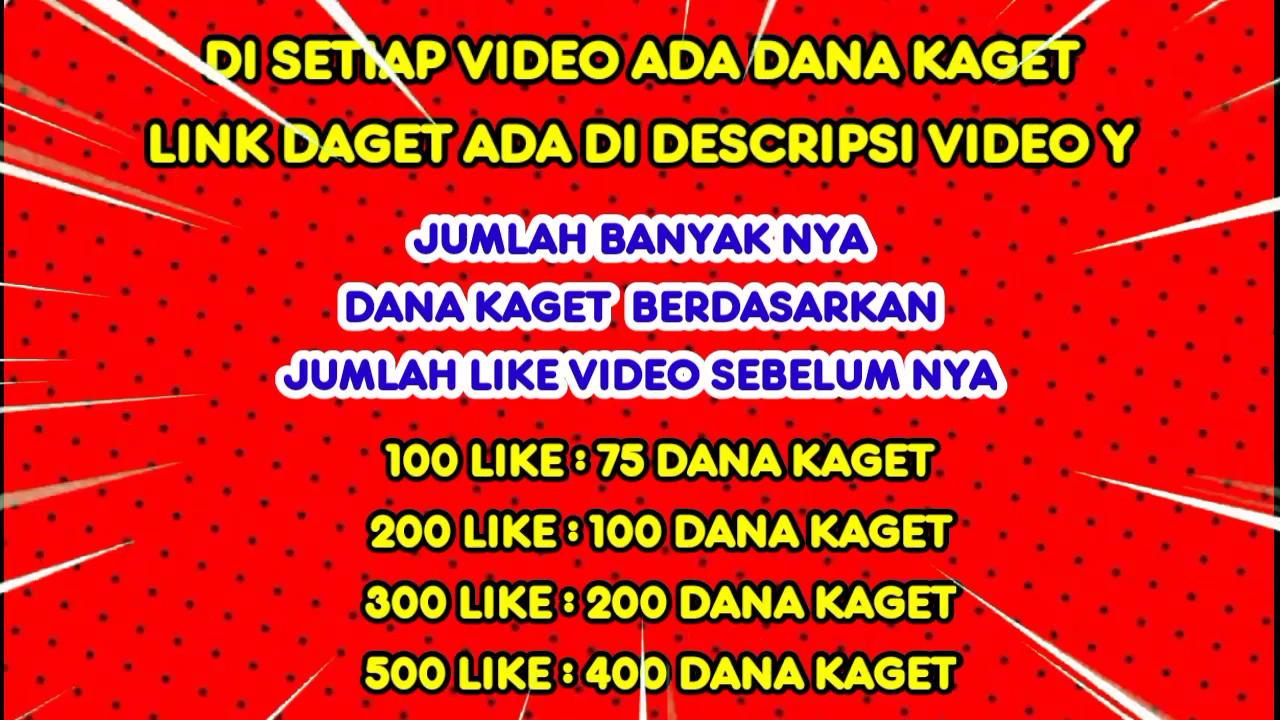 DI SETIAP VIDEO ADA DANA KAGET
LINK DAGET ADA DI DESCRIPSI VIDEO Y
JUMLAH BANYAK NYA
DANA KAGET BERDASARKAN
JUMLAH LIKE VIDEO SEBELUM NYA
100 LIKE : 75 DANA KAGET
200 LIKE : 100 DANA KAGET
300 LIKE : 200 DANA KAGET
500 LIKE : 400 DANA KAGET